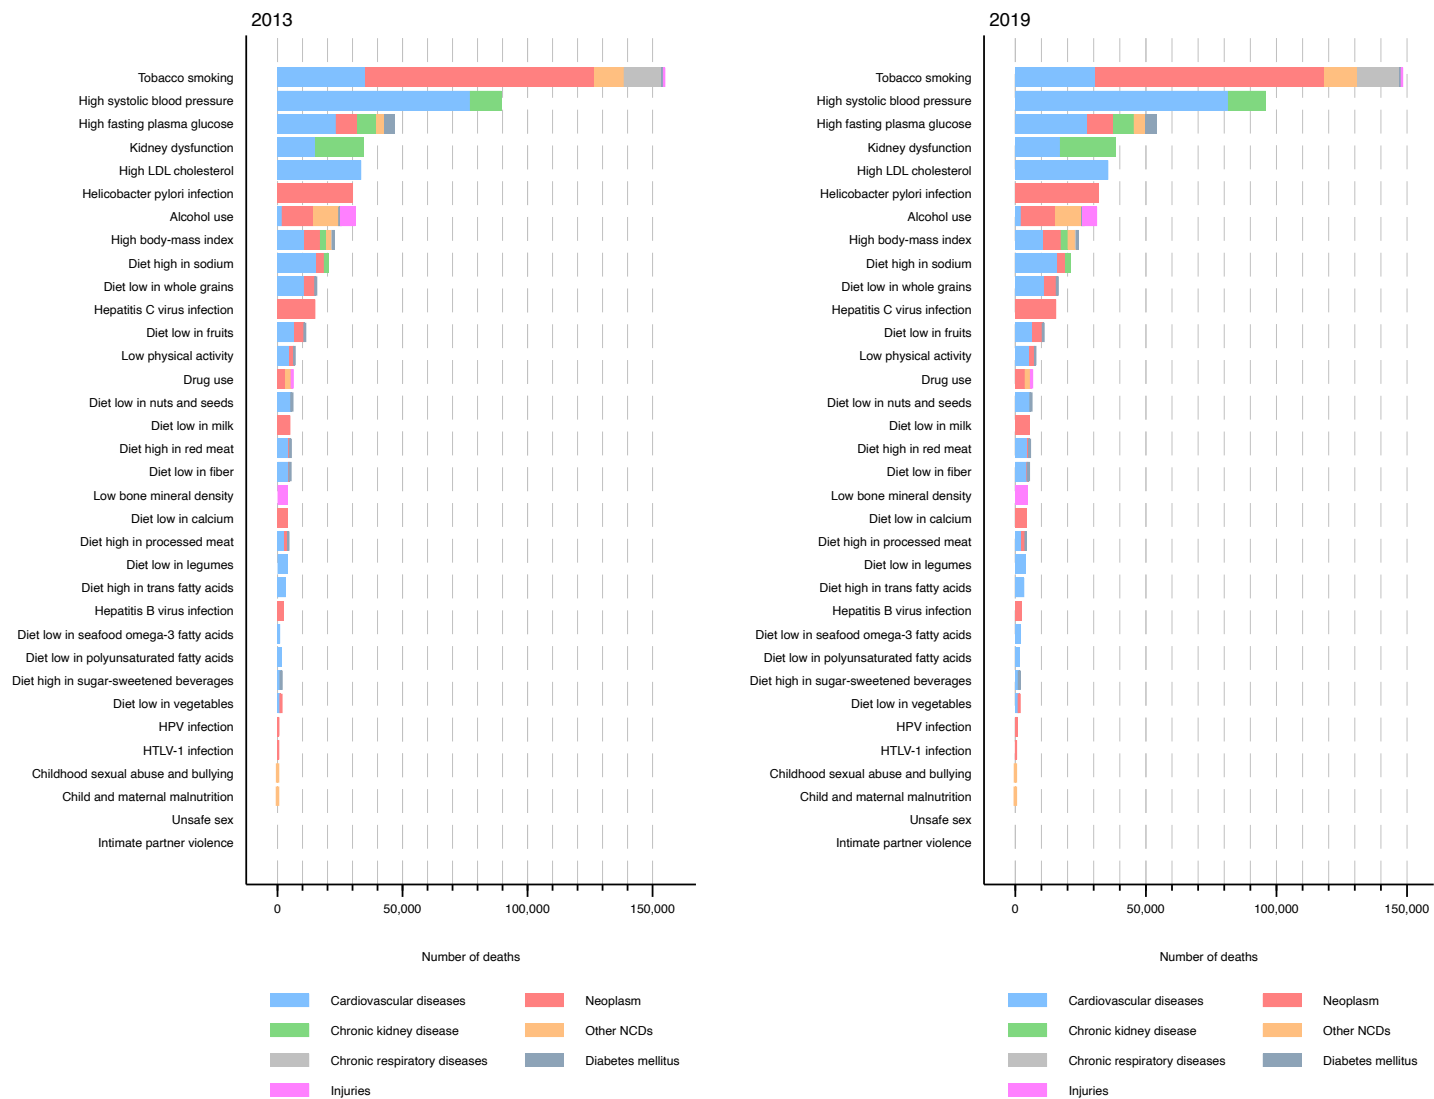 2013
Tobacco smoking
High systolic blood pressure
High fasting plasma glucose
Kidney dysfunction
High LDL cholesterol
Helicobacter pylori infection
Alcohol use
High body-mass index
Diet high in sodium
Diet low in whole grains
Hepatitis C virus infection
Diet low in fruits
Low physical activity
Drug use
Diet low in nuts and seeds
Diet low in milk
Diet high in red meat
Diet low in fiber
Low bone mineral density
Diet low in calcium
Diet high in processed meat
Diet low in legumes
Diet high in trans fatty acids
Hepatitis B virus infection
Diet low in seafood omega-3 fatty acids
Diet low in polyunsaturated fatty acids
Diet high in sugar-sweetened beverages
Diet low in vegetables
HPV infection
HTLV-1 infection
Childhood sexual abuse and bullying
Child and maternal malnutrition
Unsafe sex
Intimate partner violence
0 50,000 100,000 150,000
Number of deaths
Cardiovascular diseases Neoplasm
Chronic kidney disease Other NCDs
Chronic respiratory diseases Diabetes mellitus
Injuries
2019
Tobacco smoking
High systolic blood pressure
High fasting plasma glucose
Kidney dysfunction
High LDL cholesterol
Helicobacter pylori infection
Alcohol use
High body-mass index
Diet high in sodium
Diet low in whole grains
Hepatitis C virus infection
Diet low in fruits
Low physical activity
Drug use
Diet low in nuts and seeds
Diet low in milk
Diet high in red meat
Diet low in fiber
Low bone mineral density
Diet low in calcium
Diet high in processed meat
Diet low in legumes
Diet high in trans fatty acids
Hepatitis B virus infection
Diet low in seafood omega-3 fatty acids
Diet low in polyunsaturated fatty acids
Diet high in sugar-sweetened beverages
Diet low in vegetables
HPV infection
HTLV-1 infection
Childhood sexual abuse and bullying
Child and maternal malnutrition
Unsafe sex
Intimate partner violence
0 50,000 100,000 150,000
Number of deaths
Cardiovascular diseases Neoplasm
Chronic kidney disease Other NCDs
Chronic respiratory diseases Diabetes mellitus
Injuries